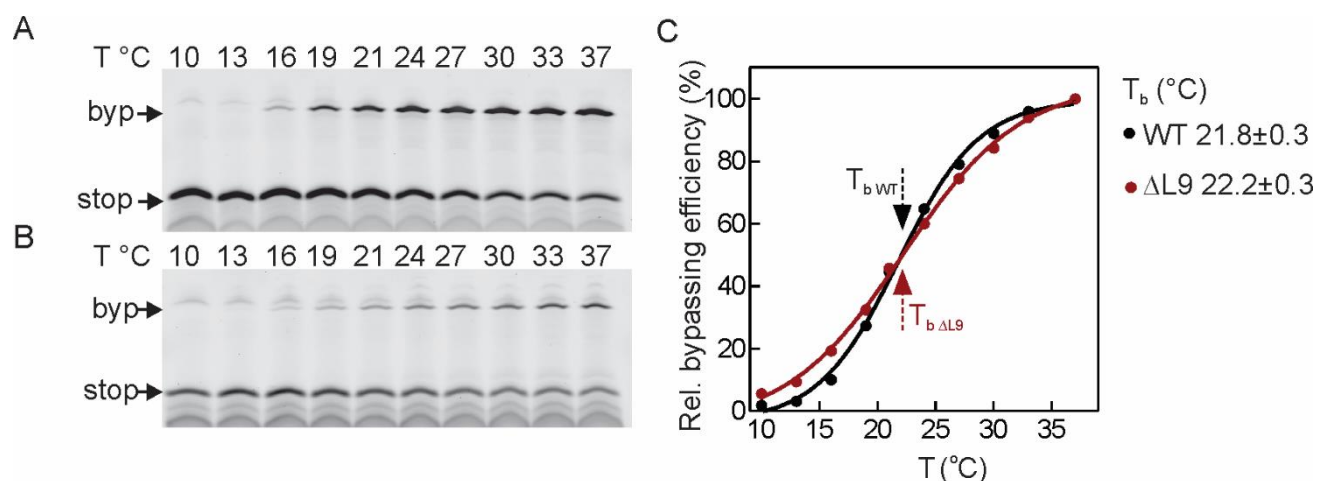 A
T °C 10 13 16 19 21 24 27 30 33 37
byp
stop
B
T °C 10 13 16 19 21 24 27 30 33 37
byp
stop
C
Rel. bypassing efficiency (%)
100
80
60
40
20
0
T b WT
T b ΔL9
10 15 20 25 30 35
T (°C)
T b (°C)
WT 21.8±0.3
ΔL9 22.2±0.3